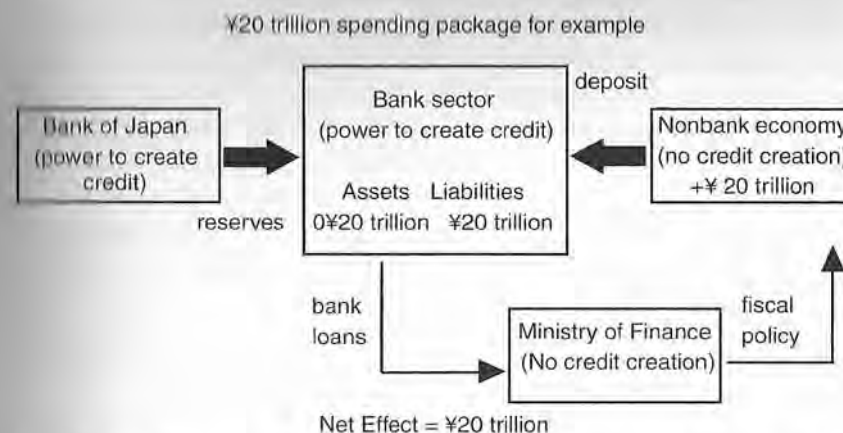 ¥20 trillion spending package for example
deposit
Bank sector
(power to create credit)
Assets Liabilities
0¥20 trillion ¥20 trillion
Bank of Japan
(power to create
credit)
reserves
Nonbank economy
(no credit creation)
+¥ 20 trillion
bank
loans
Ministry of Finance
(No credit creation)
fiscal
policy
Net Effect = ¥20 trillion